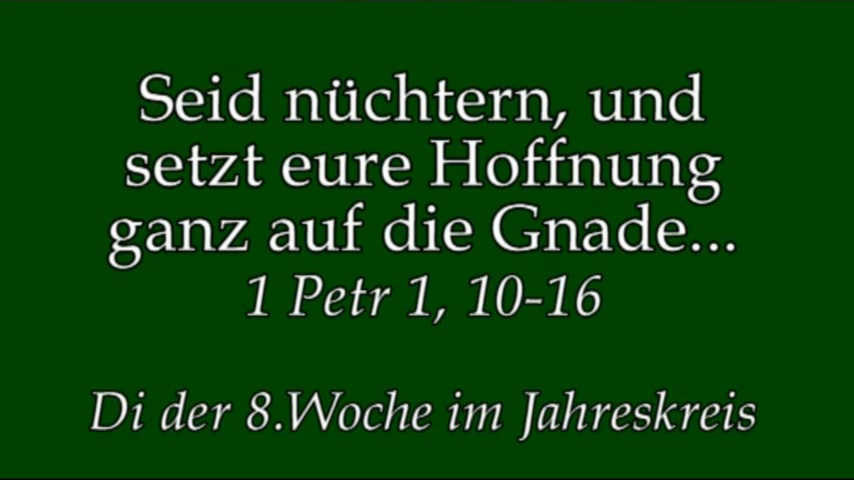 Seid nüchtern, und
setzt eure Hoffnung
ganz auf die Gnade...
1 Petr 1, 10-16
Di der 8.Woche im Jahreskreis